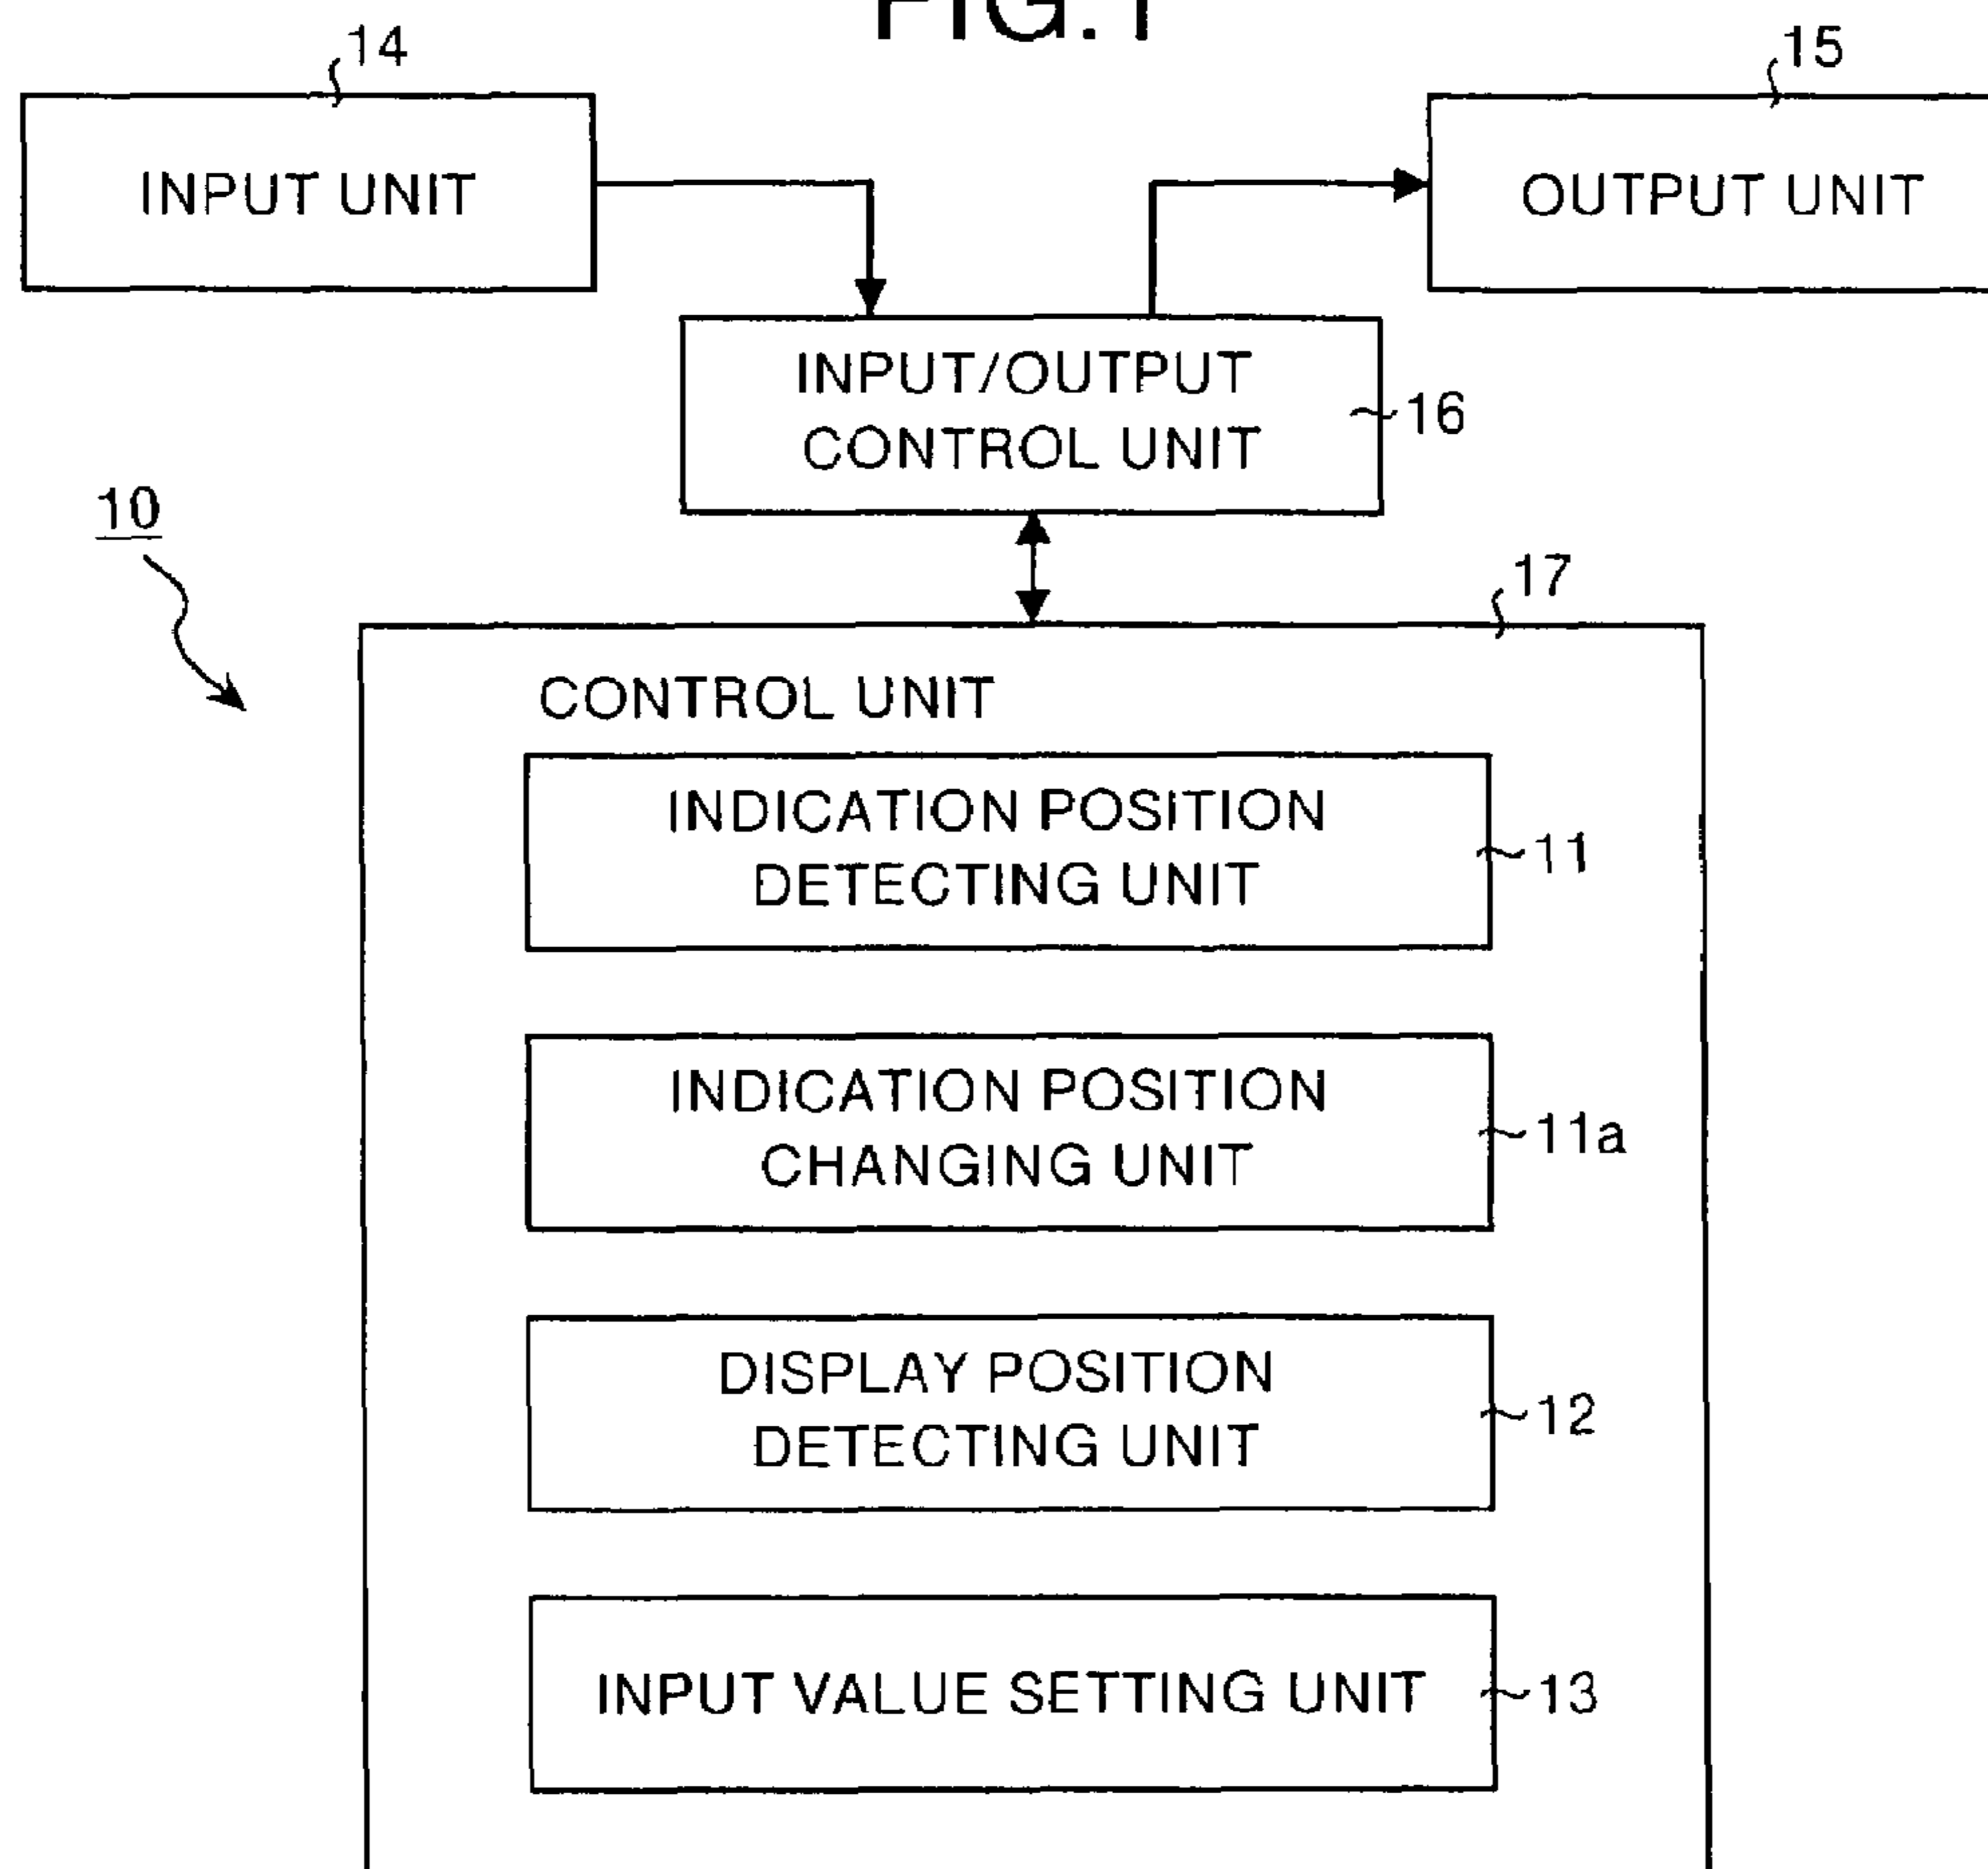 FIG.1
14
15
INPUT UNIT
OUTPUT UNIT
INPUT/OUTPUT
CONTROL UNIT
16
10
17
CONTROL UNIT
INDICATION POSITION
DETECTING UNIT
11
INDICATION POSITION
CHANGING UNIT
11a
DISPLAY POSITION
DETECTING UNIT
12
INPUT VALUE SETTING UNIT
13